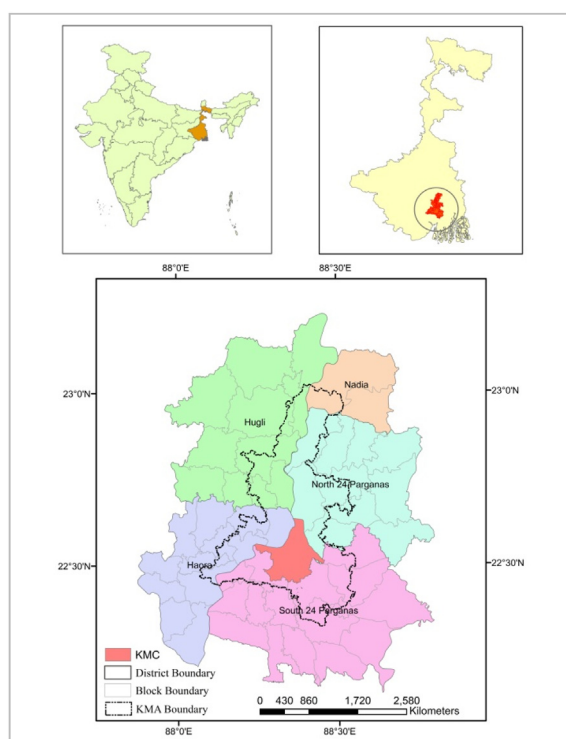 88°0'E 88°30'E
23°0'N 23°0'N
Nadia
Hugli
North 24 Parganas
22°30'N 22°30'N
Haora
South 24 Parganas
KMC
District Boundary
Block Boundary
KMA Boundary
0 430 860 1,720 2,580
Kilometers
88°0'E 88°30'E